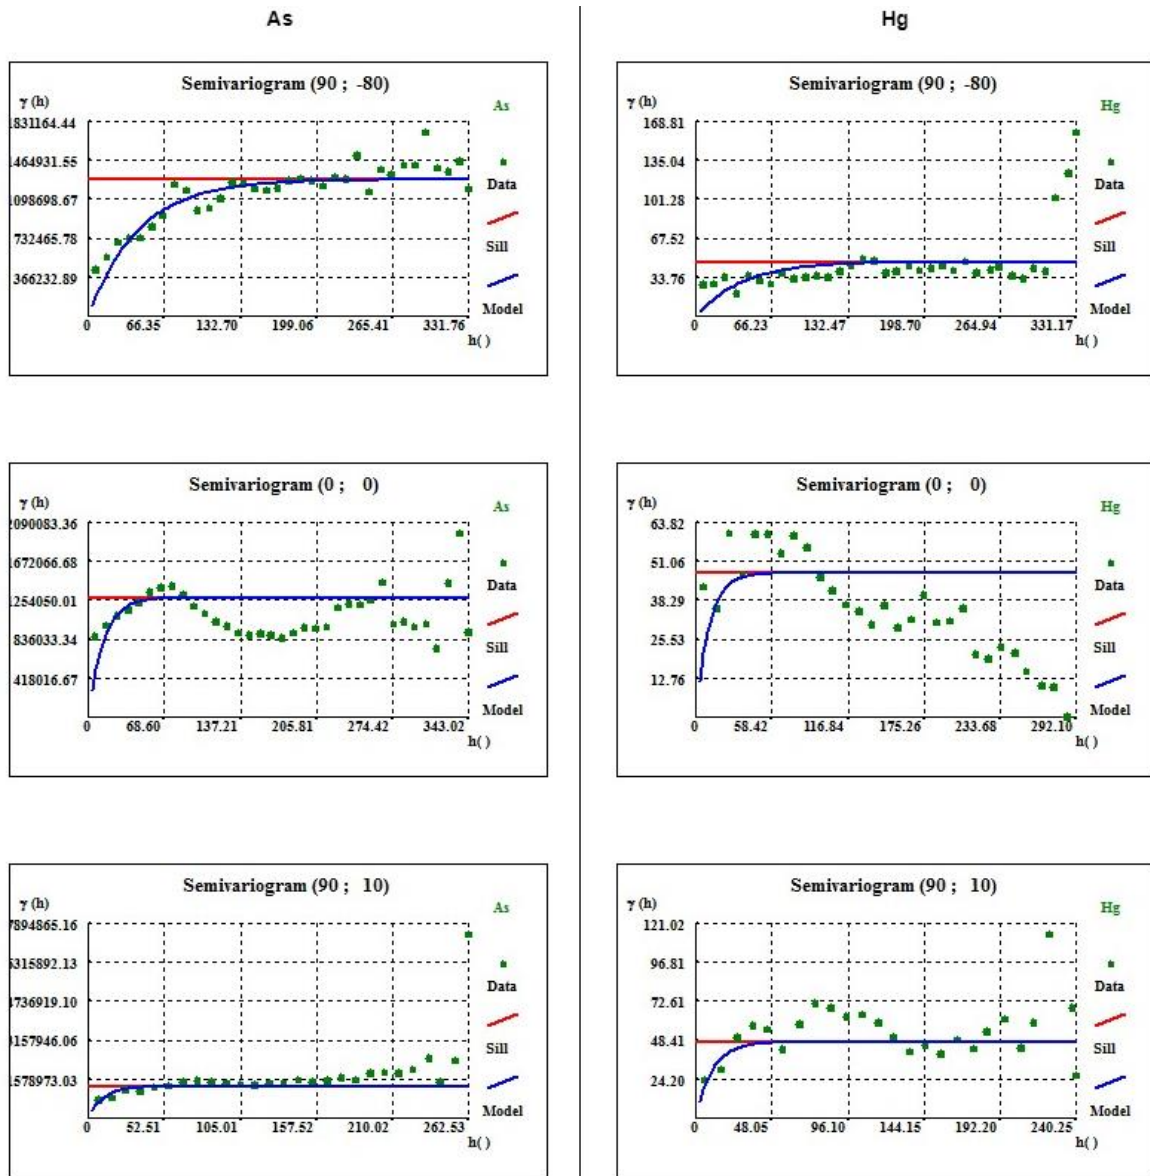 As
Semivariogram (90 ; -80)
γ (h)
As
1831164.44
1464931.55
1098698.67
732465.78
366232.89
Data
Sill
Model
0 66.35 132.70 199.06 265.41 331.76
h( )
Semivariogram (0 ; 0)
γ (h)
As
2090083.36
1672066.68
1254050.01
836033.34
418016.67
Data
Sill
Model
0 68.60 137.21 205.81 274.42 343.02
h( )
Semivariogram (90 ; 10)
γ (h)
As
7894865.16
6315892.13
4736919.10
3157946.06
1578973.03
Data
Sill
Model
0 52.51 105.01 157.52 210.02 262.53
h( )
Hg
Semivariogram (90 ; -80)
γ (h)
Hg
168.81
135.04
101.28
67.52
33.76
Data
Sill
Model
0 66.23 132.47 198.70 264.94 331.17
h( )
Semivariogram (0 ; 0)
γ (h)
Hg
63.82
51.06
38.29
25.53
12.76
Data
Sill
Model
0 58.42 116.84 175.26 233.68 292.10
h( )
Semivariogram (90 ; 10)
γ (h)
Hg
121.02
96.81
72.61
48.41
24.20
Data
Sill
Model
0 48.05 96.10 144.15 192.20 240.25
h( )